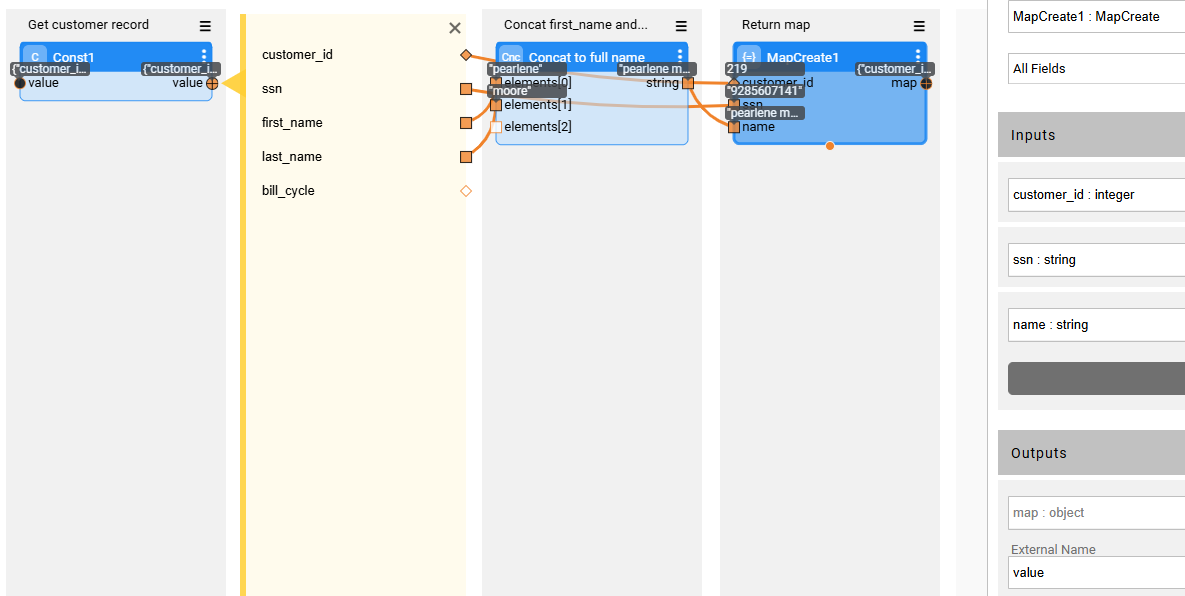 Get customer record
C Const1
{"customer_i...
{"customer_i...
value
value
customer_id
ssn
first_name
last_name
bill_cycle
Concat first_name and...
Cnc Concat to full name
"pearlene"
"pearlene m...
elements[0]
string
"moore"
elements[1]
elements[2]
Return map
{=} MapCreate1
219
{"customer_i...
customer_id
map
"9285607141"
ssn
"pearlene m...
name
MapCreate1 : MapCreate
All Fields
Inputs
customer_id : integer
ssn : string
name : string
Outputs
map : object
External Name
value